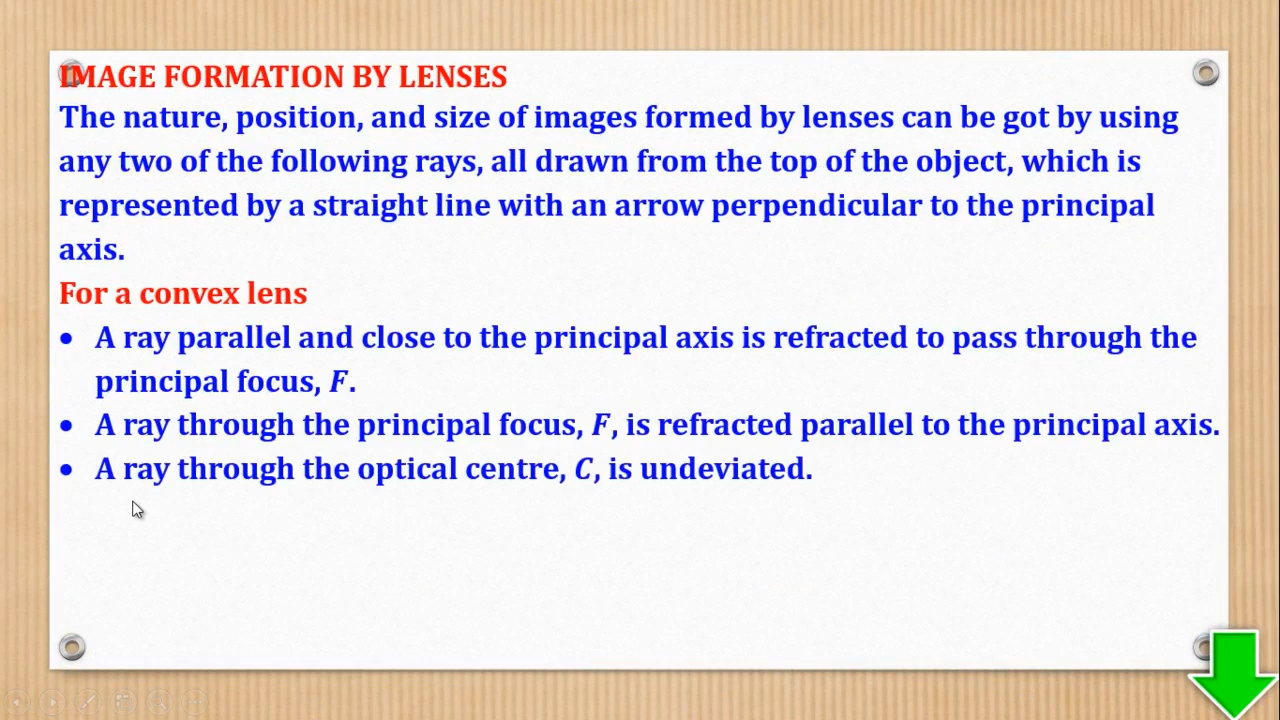 IMAGE FORMATION BY LENSES
The nature, position, and size of images formed by lenses can be got by using
any two of the following rays, all drawn from the top of the object, which is
represented by a straight line with an arrow perpendicular to the principal
axis.
For a convex lens
• A ray parallel and close to the principal axis is refracted to pass through the
principal focus, F.
• A ray through the principal focus, F, is refracted parallel to the principal axis.
• A ray through the optical centre, C, is undeviated.